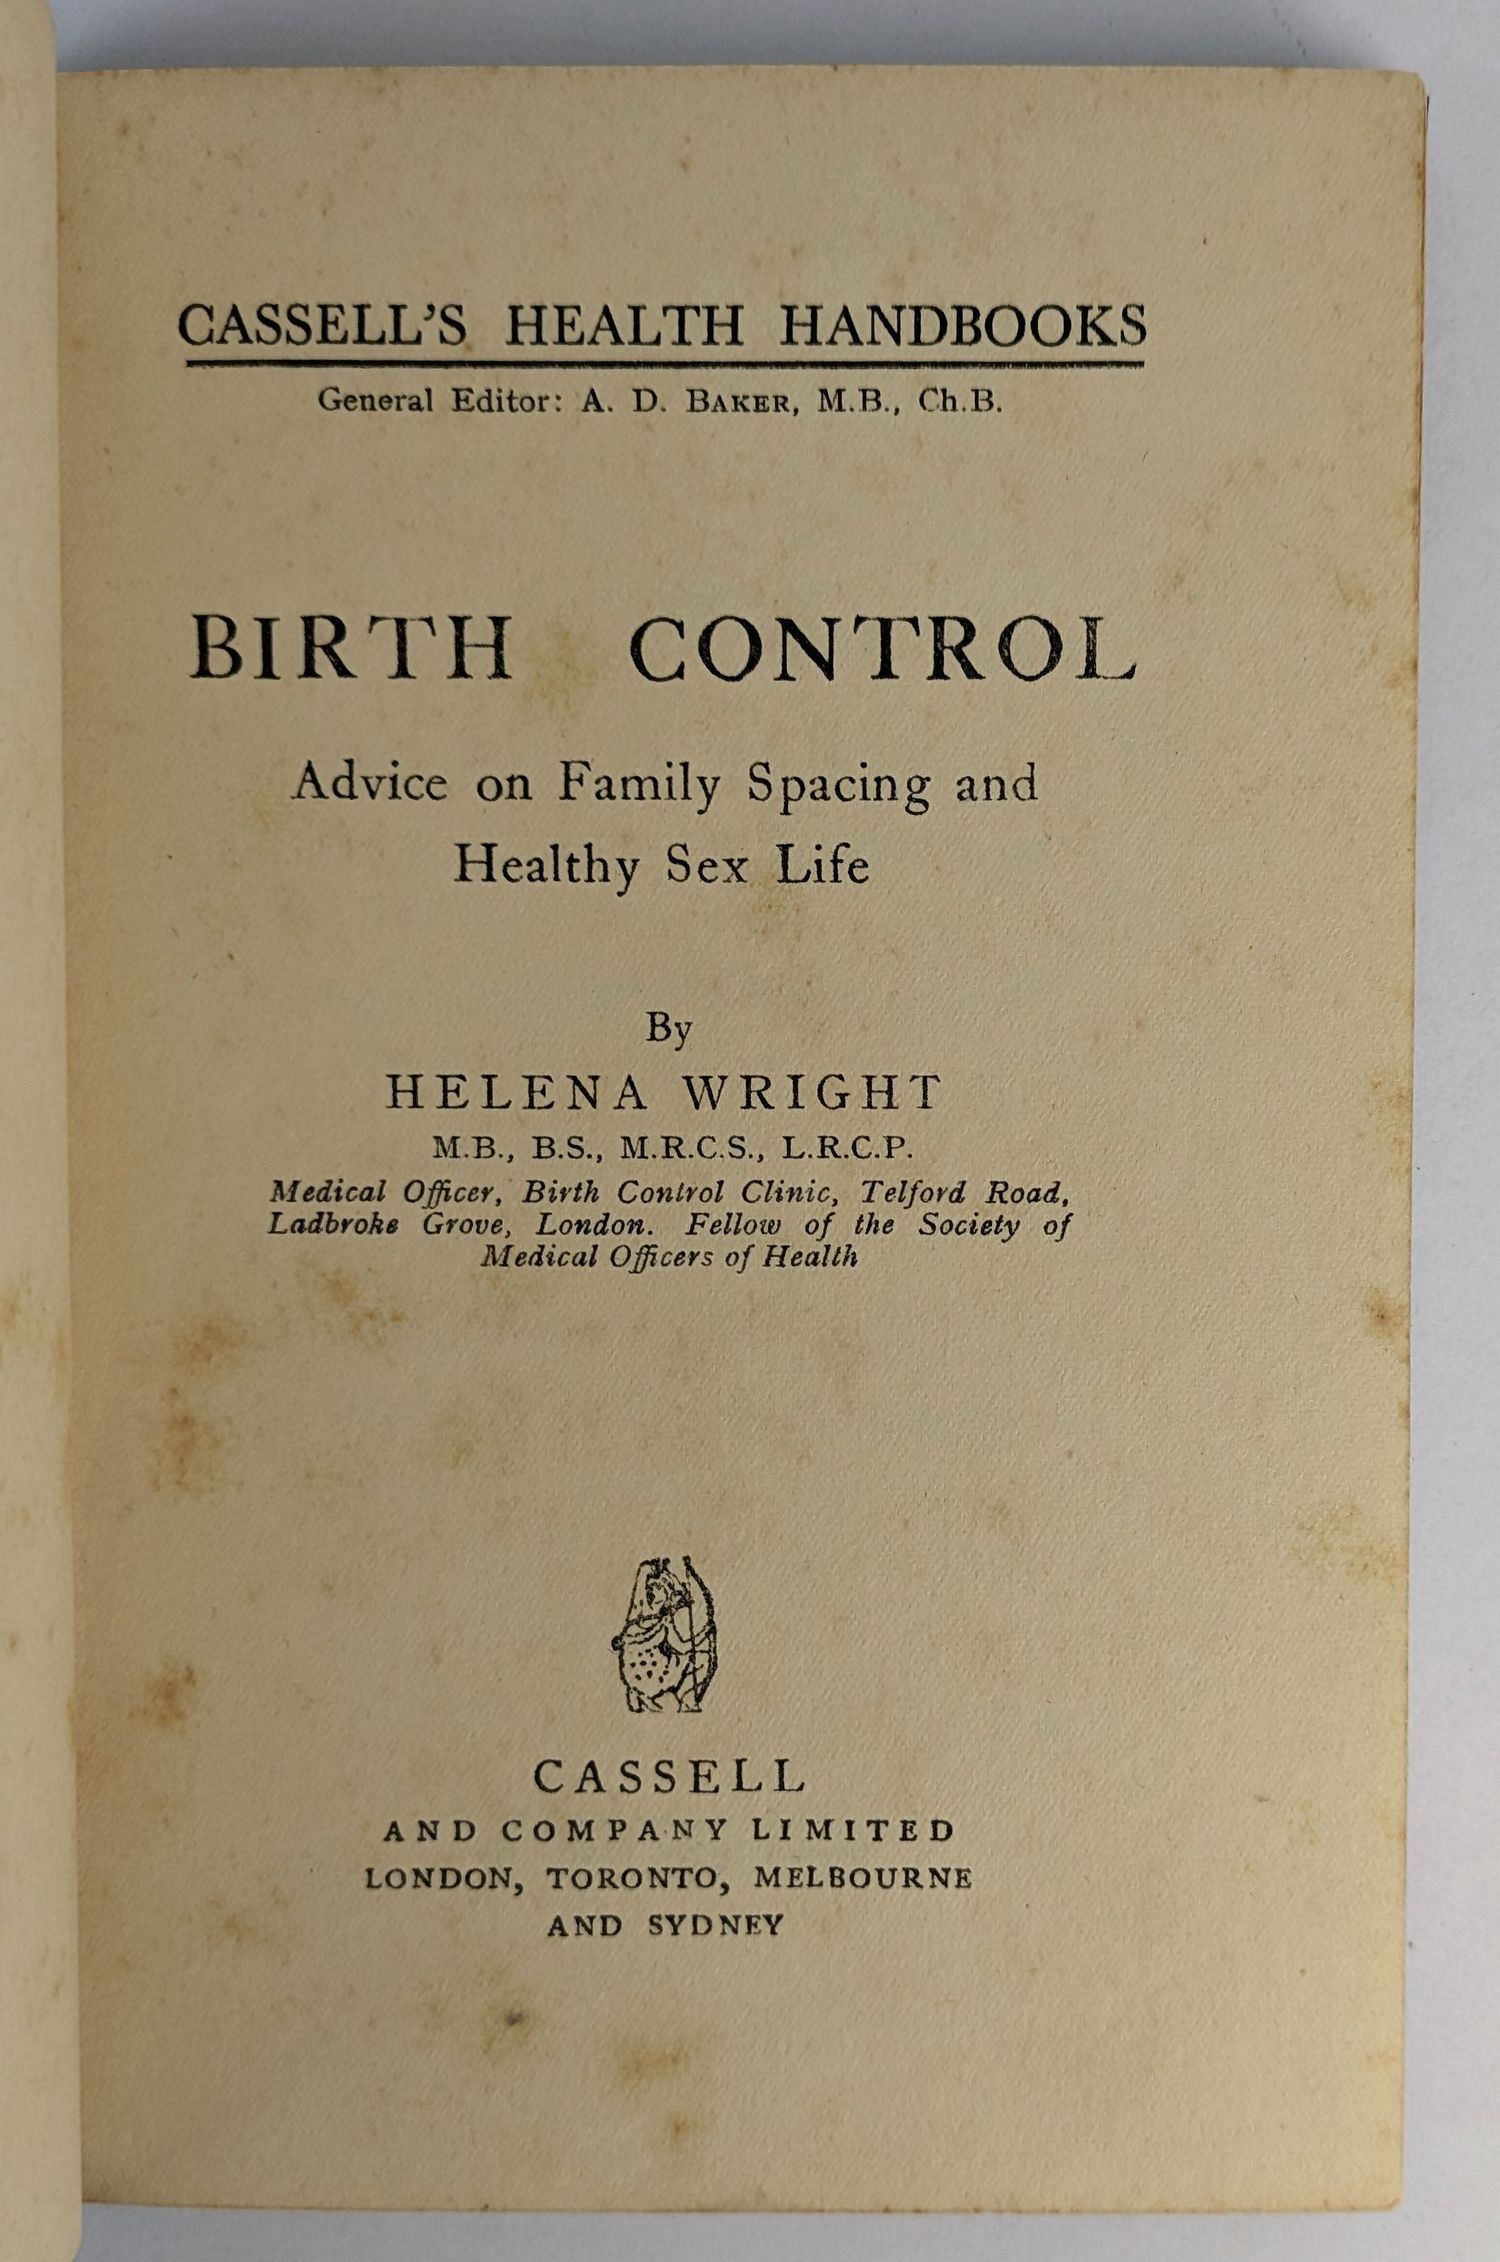 CASSELL'S HEALTH HANDBOOKS
General Editor: A. D. BAKER, M.B., Ch.B.
BIRTH CONTROL
Advice on Family Spacing and
Healthy Sex Life
By
HELENA WRIGHT
M.B., B.S., M.R.C.S., L.R.C.P.
Medical Officer, Birth Control Clinic, Telford Road,
Ladbroke Grove, London. Fellow of the Society of
Medical Officers of Health
CASSELL
AND COMPANY LIMITED
LONDON, TORONTO, MELBOURNE
AND SYDNEY